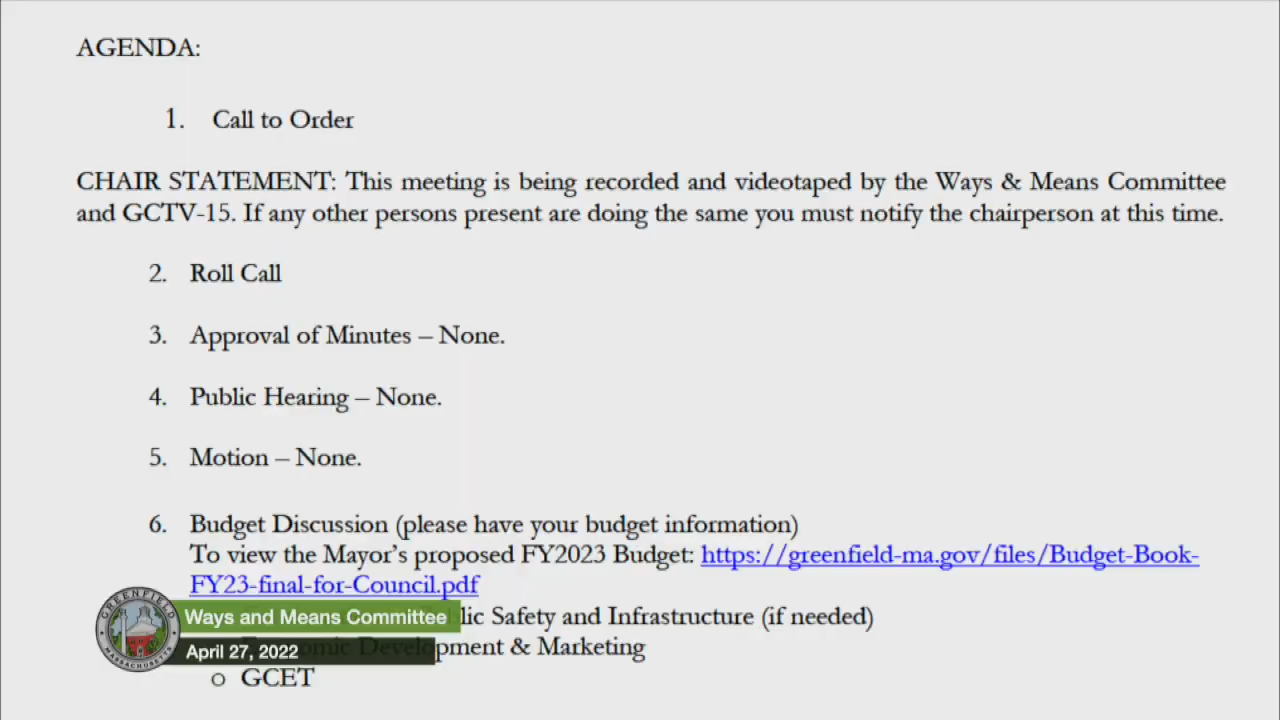 AGENDA:
1. Call to Order
CHAIR STATEMENT: This meeting is being recorded and videotaped by the Ways & Means Committee
and GCTV-15. If any other persons present are doing the same you must notify the chairperson at this time.
2. Roll Call
3. Approval of Minutes – None.
4. Public Hearing – None.
5. Motion – None.
6. Budget Discussion (please have your budget information)
To view the Mayor's proposed FY2023 Budget: https://greenfield-ma.gov/files/Budget-Book-
FY23-final-for-Council.pdf
Safety and Infrastructure (if needed)
Economic Development & Marketing
o GCET
GREENFIELD
MASSACHUSETTS
Ways and Means Committee
April 27, 2022